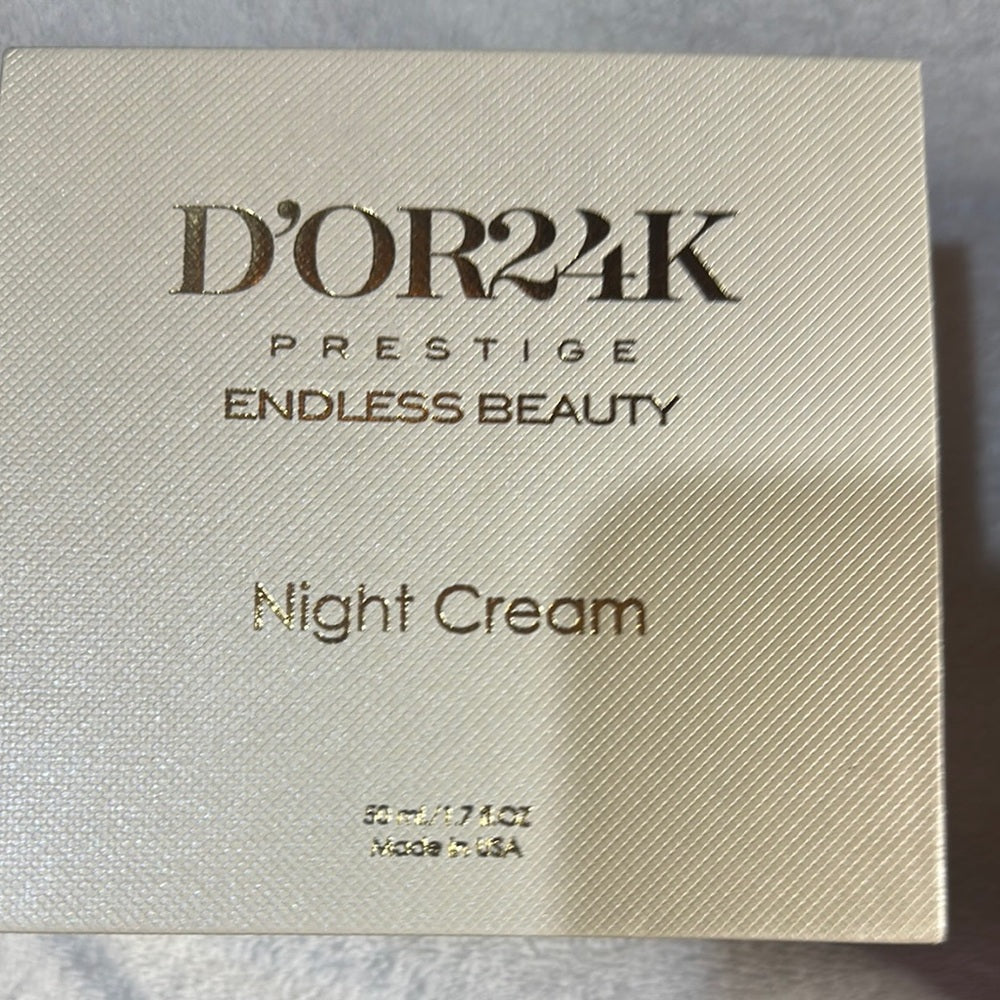 D'OR24K
PRESTIGE
ENDLESS BEAUTY
Night Cream
50 mL/1.7 fl.OZ
Made in USA